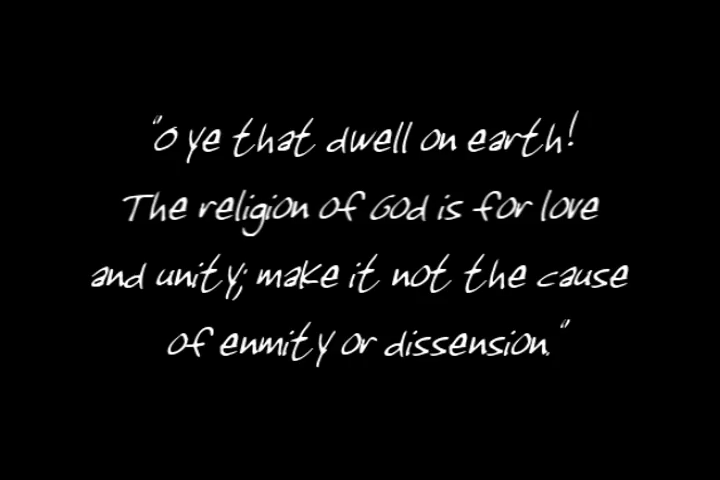 "O ye that dwell on earth!
The religion of God is for love
and unity; make it not the cause
of enmity or dissension."